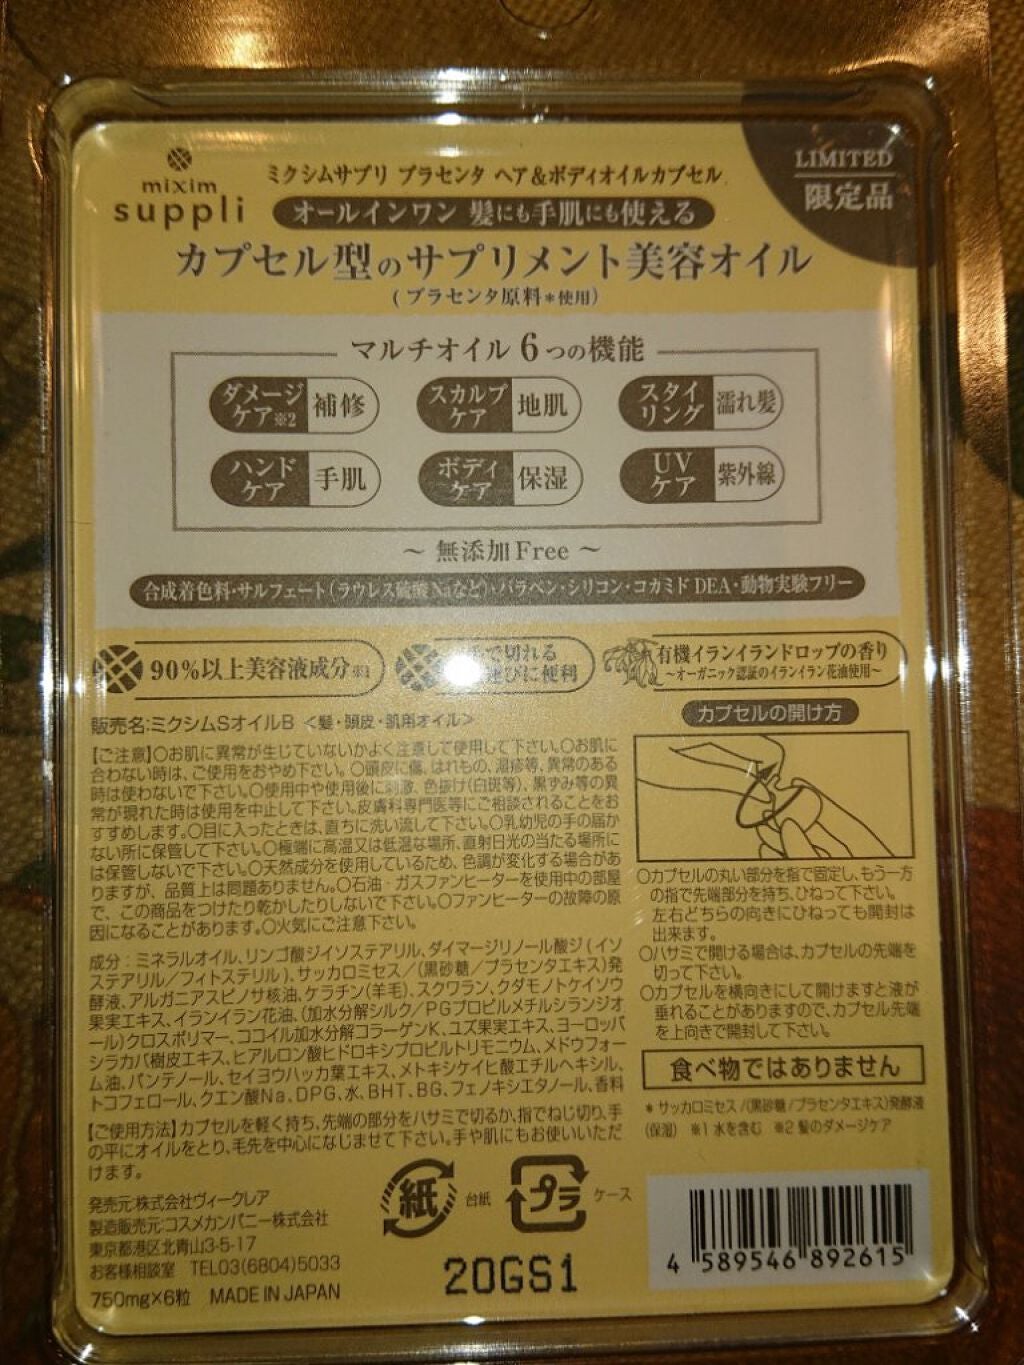 mixim
suppli
ミクシムサプリ プラセンタ ヘア&ボディオイルカプセル
オールインワン 髪にも手肌にも使える
LIMITED
限定品
カプセル型のサプリメント美容オイル
(プラセンタ原料*使用)
マルチオイル6つの機能
ダメージケア※2 補修
スカルプケア 地肌
スタイリング 濡れ髪
ハンドケア 手肌
ボディケア 保湿
UVケア 紫外線
～ 無添加Free ～
合成着色料・サルフェート(ラウレス硫酸Naなど)・パラベン・シリコン・コカミドDEA・動物実験フリー
90%以上美容液成分※1
手で切れる
運びに便利
有機イランイランドロップの香り
～オーガニック認証のイランイラン花油使用～
販売名:ミクシムSオイルB <髪・頭皮・肌用オイル>
【ご注意】○お肌に異常が生じていないかよく注意して使用して下さい。○お肌に
合わない時は、ご使用をおやめ下さい。○頭皮に傷、はれもの、湿疹等、異常のある
時は使わないで下さい。○使用中や使用後に刺激、色抜け(白斑等)、黒ずみ等の異
常が現れた時は使用を中止して下さい。皮膚科専門医等にご相談されることをお
すすめします。○目に入ったときは、直ちに洗い流して下さい。○乳幼児の手の届か
ない所に保管して下さい。○極端に高温又は低温な場所、直射日光の当たる場所に
は保管しないで下さい。○天然成分を使用しているため、色調が変化する場合があ
りますが、品質上は問題ありません。○石油・ガスファンヒーターを使用中の部屋
で、この商品をつけたり乾かしたりしないで下さい。○ファンヒーターの故障の原
因になることがあります。○火気にご注意下さい。
成分：ミネラルオイル、リンゴ酸ジイソステアリル、ダイマージリノール酸ジ(イソ
ステアリル/フィトステリル)、サッカロミセス/(黒砂糖/プラセンタエキス)発
酵液、アルガニアスピノサ核油、ケラチン(羊毛)、スクワラン、クダモノトケイソウ
果実エキス、イランイラン花油、(加水分解シルク/PGプロピルメチルシランジオ
ール)クロスポリマー、ココイル加水分解コラーゲンK、ユズ果実エキス、ヨーロッパ
シラカバ樹皮エキス、ヒアルロン酸ヒドロキシプロピルトリモニウム、メドウフォー
ム油、パンテノール、セイヨウハッカ葉エキス、メトキシケイヒ酸エチルヘキシル、
トコフェロール、クエン酸Na、DPG、水、BHT、BG、フェノキシエタノール、香料
【ご使用方法】カプセルを軽く持ち、先端の部分をハサミで切るか、指でねじ切り、手
の平にオイルをとり、毛先を中心になじませて下さい。手や肌にもお使いいただ
けます。
発売元:株式会社ヴィークレア
製造販売元:コスメカンパニー株式会社
東京都港区北青山3-5-17
お客様相談室 TEL03(6804)5033
750mg×6粒 MADE IN JAPAN
カプセルの開け方
○カプセルの丸い部分を指で固定し、もう一方
の指で先端部分を持ち、ひねって下さい。
左右どちらの向きにひねっても開封は
出来ます。
○ハサミで開ける場合は、カプセルの先端を
切って下さい。
○カプセルを横向きにして開けますと液が
垂れることがありますので、カプセル先端
を上向きで開封して下さい。
食べ物ではありません
*サッカロミセス/(黒砂糖/プラセンタエキス)発酵液
(保湿) ※1 水を含む ※2 髪のダメージケア
紙 台紙
プラ ケース
20GS1
4 589546 892615